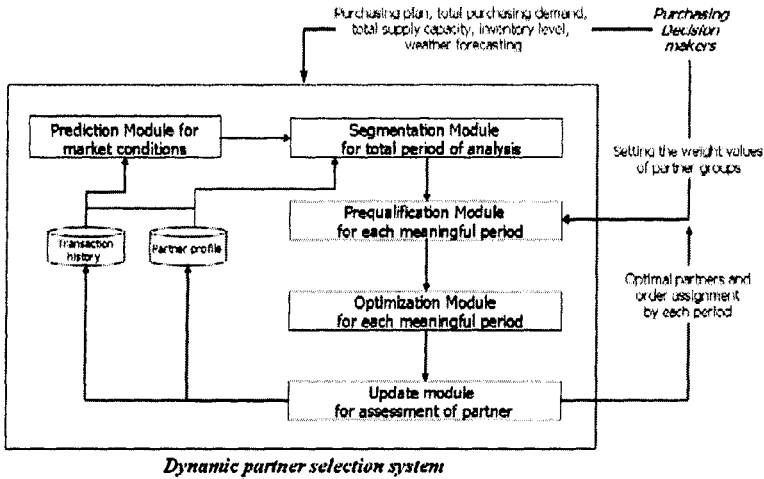 Purchasing plan, total purchasing demand,
total supply capacity, inventory level,
weather forecasting
Purchasing
Decision
makers
Prediction Module for
market conditions
Segmentation Module
for total period of analysis
Setting the weight values
of partner groups
Prequalification Module
for each meaningful period
Transaction
history
Partner profile
Optimal partners and
order assignment
by each period
Optimization Module
for each meaningful period
Update module
for assessment of partner
Dynamic partner selection system